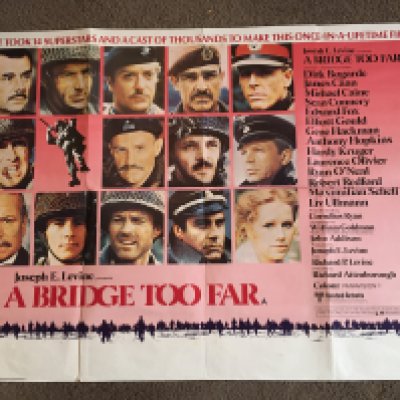 TOOK 14 SUPERSTARS AND A CAST OF THOUSANDS TO MAKE THIS ONCE-IN-A-LIFETIME
Joseph E. Levine
A BRIDGE TOO FAR
Dirk Bogarde
James Caan
Michael Caine
Sean Connery
Edward Fox
Elliott Gould
Gene Hackman
Anthony Hopkins
Hardy Kruger
Laurence Olivier
Ryan O'Neal
Robert Redford
Maximilian Schell
Liv Ullmann
Cornelius Ryan
William Goldman
John Addison
Joseph E. Levine
Richard P. Levine
Richard Attenborough
Colour
United Artists
Joseph E. Levine
A BRIDGE TOO FAR A